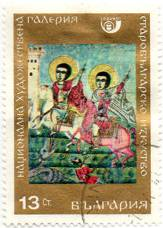 НАЦИОНАЛНА ХУДОЖЕСТВЕНА
ГАЛЕРИЯ
СТАРОБЪЛГАРСКО ИЗКУСТВО
13 СТ. БЪЛГАРИЯ